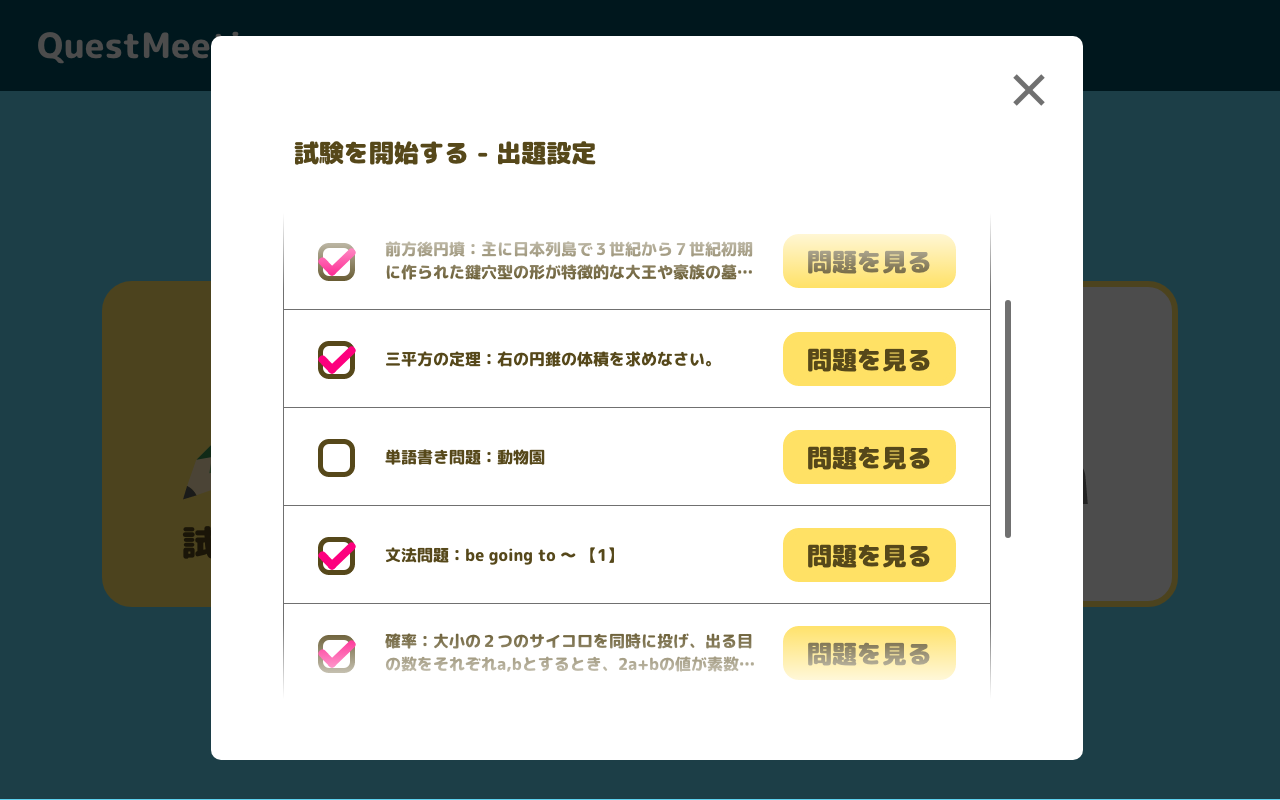 試験を開始する - 出題設定
前方後円墳：主に日本列島で３世紀から７世紀初期
に作られた鍵穴型の形が特徴的な大王や豪族の墓…
問題を見る
三平方の定理：右の円錐の体積を求めなさい。
問題を見る
単語書き問題：動物園
問題を見る
文法問題：be going to ～ 【1】
問題を見る
確率：大小の２つのサイコロを同時に投げ、出る目
の数をそれぞれa,bとするとき、2a+bの値が素数…
問題を見る
試